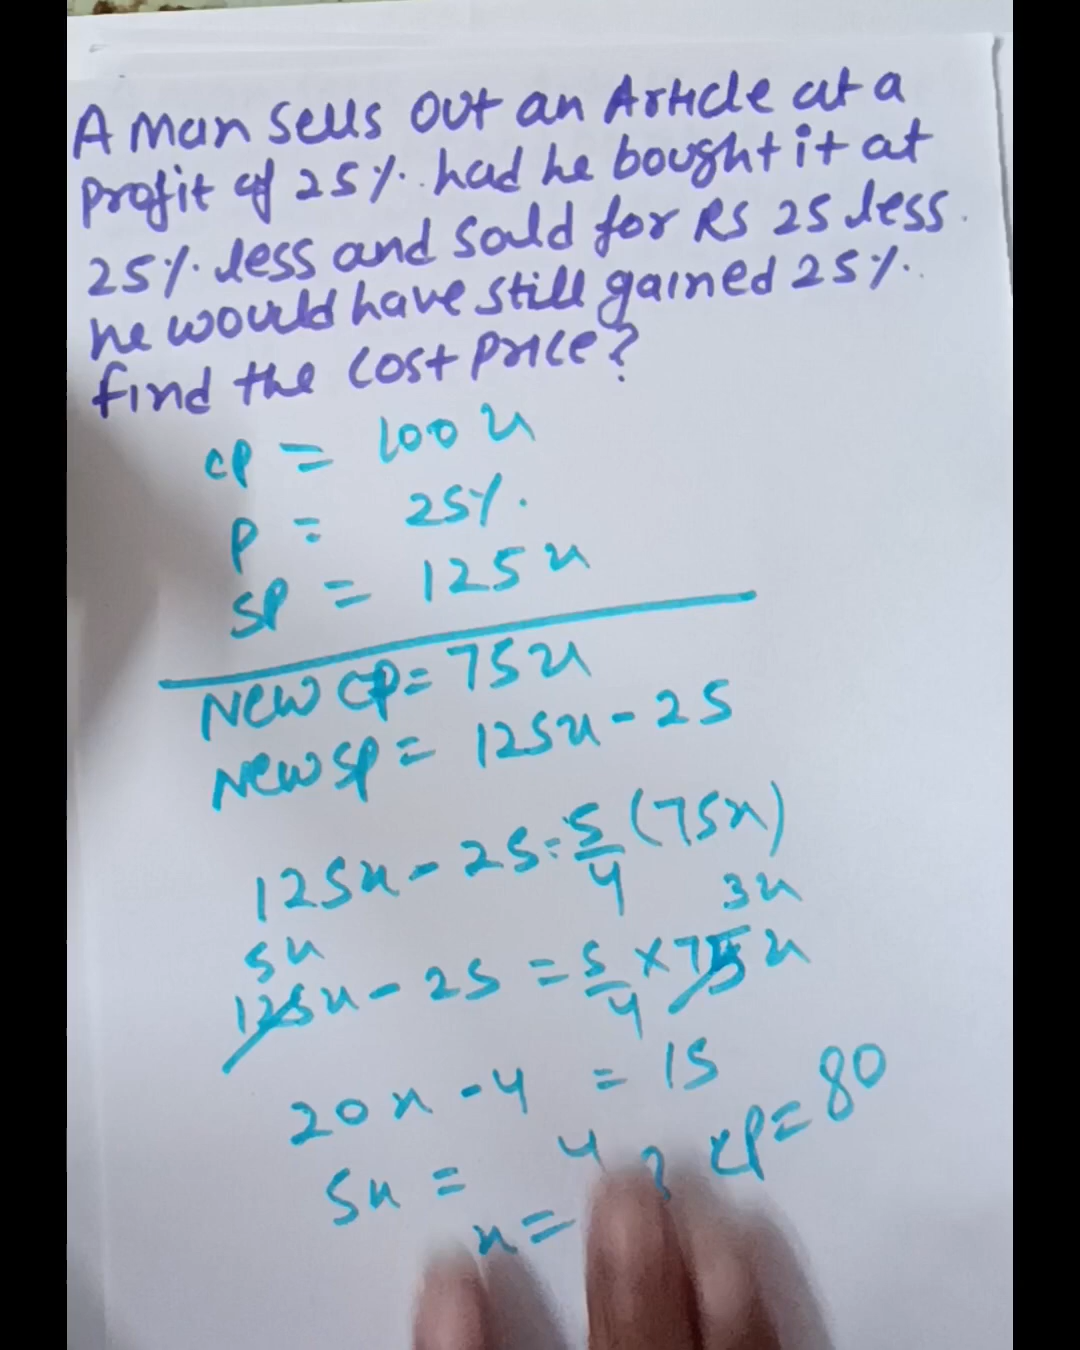 A man sells out an Article at a
profit of 25%. had he bought it at
25% less and sold for RS 25 less.
he would have still gained 25%.
find the cost price?
CP = 100x
P = 25%.
SP = 125x
New CP = 75x
New SP = 125x - 25
125x - 25 = 5/4 (75x)
5x 3x
125x - 25 = 5/4 × 75x
20x - 4 = 15
5x = 4 CP = 80
x =